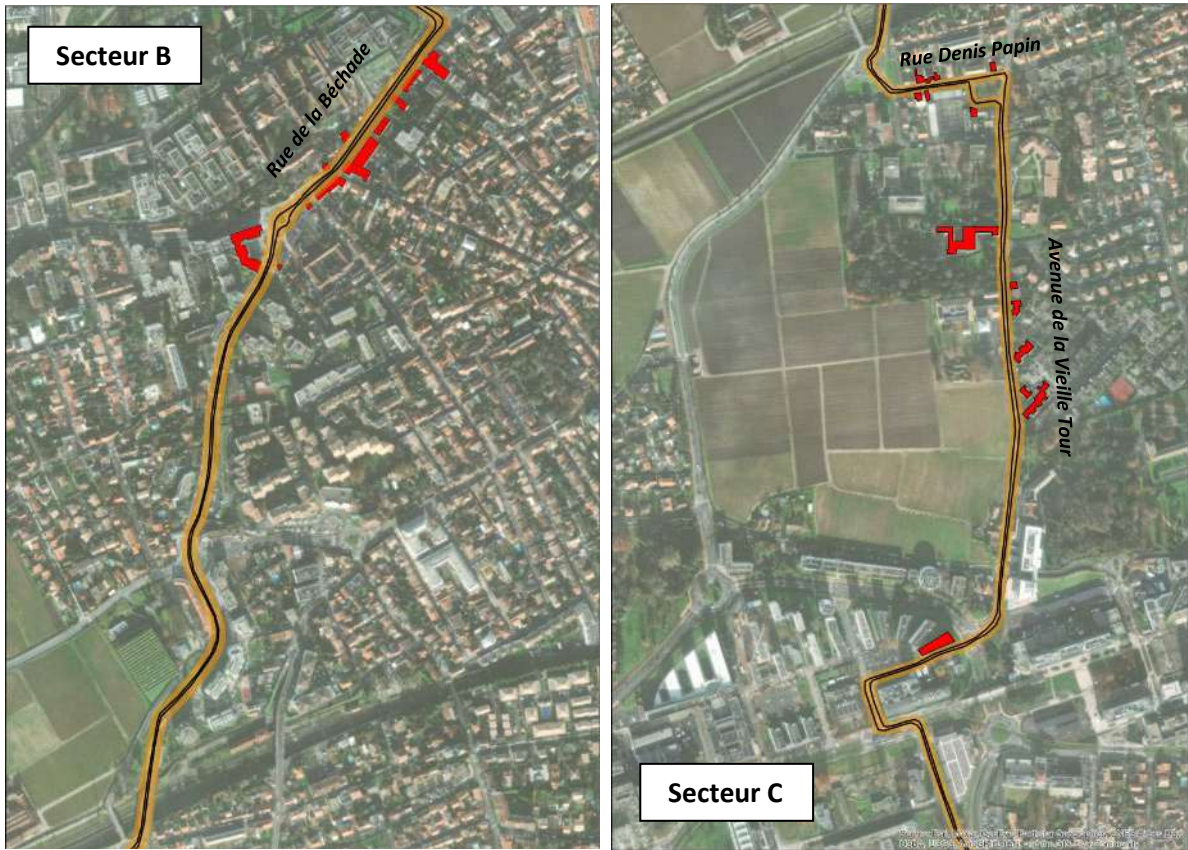 Secteur B
Rue de la Béchade
Rue Denis Papin
Avenue de la Vieille Tour
Secteur C